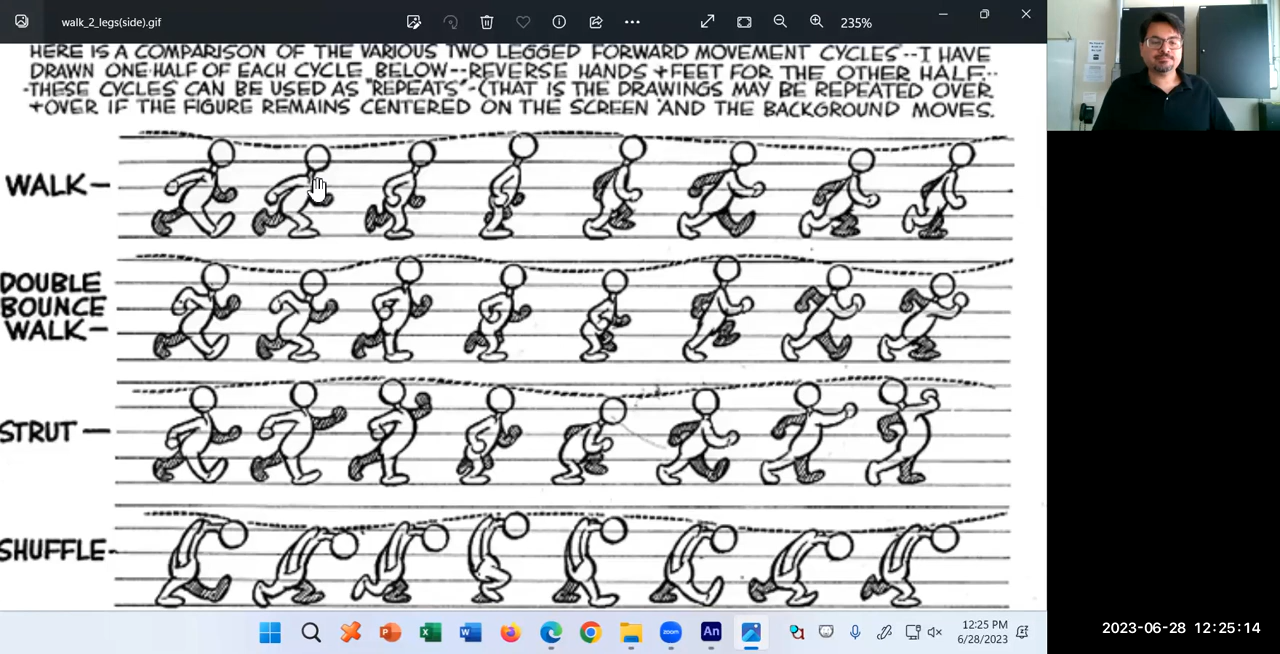 walk_2_legs(side).gif
235%
HERE IS A COMPARISON OF THE VARIOUS TWO LEGGED FORWARD MOVEMENT CYCLES--I HAVE
DRAWN ONE-HALF OF EACH CYCLE BELOW--REVERSE HANDS + FEET FOR THE OTHER HALF--
-THESE CYCLES CAN BE USED AS "REPEATS"-(THAT IS THE DRAWINGS MAY BE REPEATED OVER
+OVER IF THE FIGURE REMAINS CENTERED ON THE SCREEN AND THE BACKGROUND MOVES.
WALK—
DOUBLE
BOUNCE
WALK—
STRUT—
SHUFFLE-
zoom
An
12:25 PM
6/28/2023
2023-06-28 12:25:14